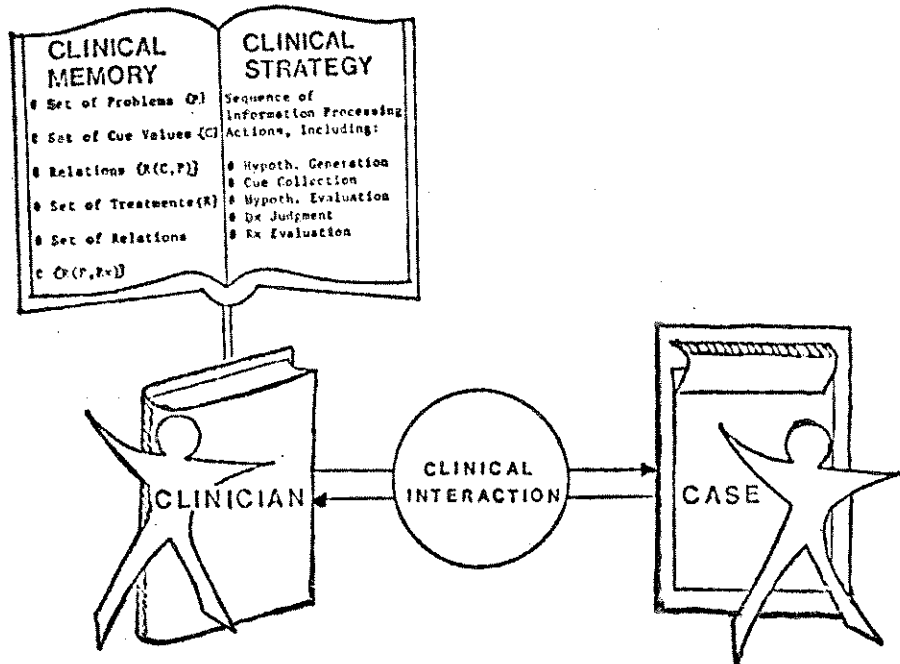 CLINICAL
MEMORY
Set of Problems {P}
Set of Cue Values {C}
Relations {R(C,P)}
Set of Treatments{R}
Set of Relations
{R(P,Rx)}
CLINICAL
STRATEGY
Sequence of
Information Processing
Actions, Including:
Hypoth. Generation
Cue Collection
Hypoth. Evaluation
Dx Judgment
Rx Evaluation
CLINICIAN
CLINICAL
INTERACTION
CASE